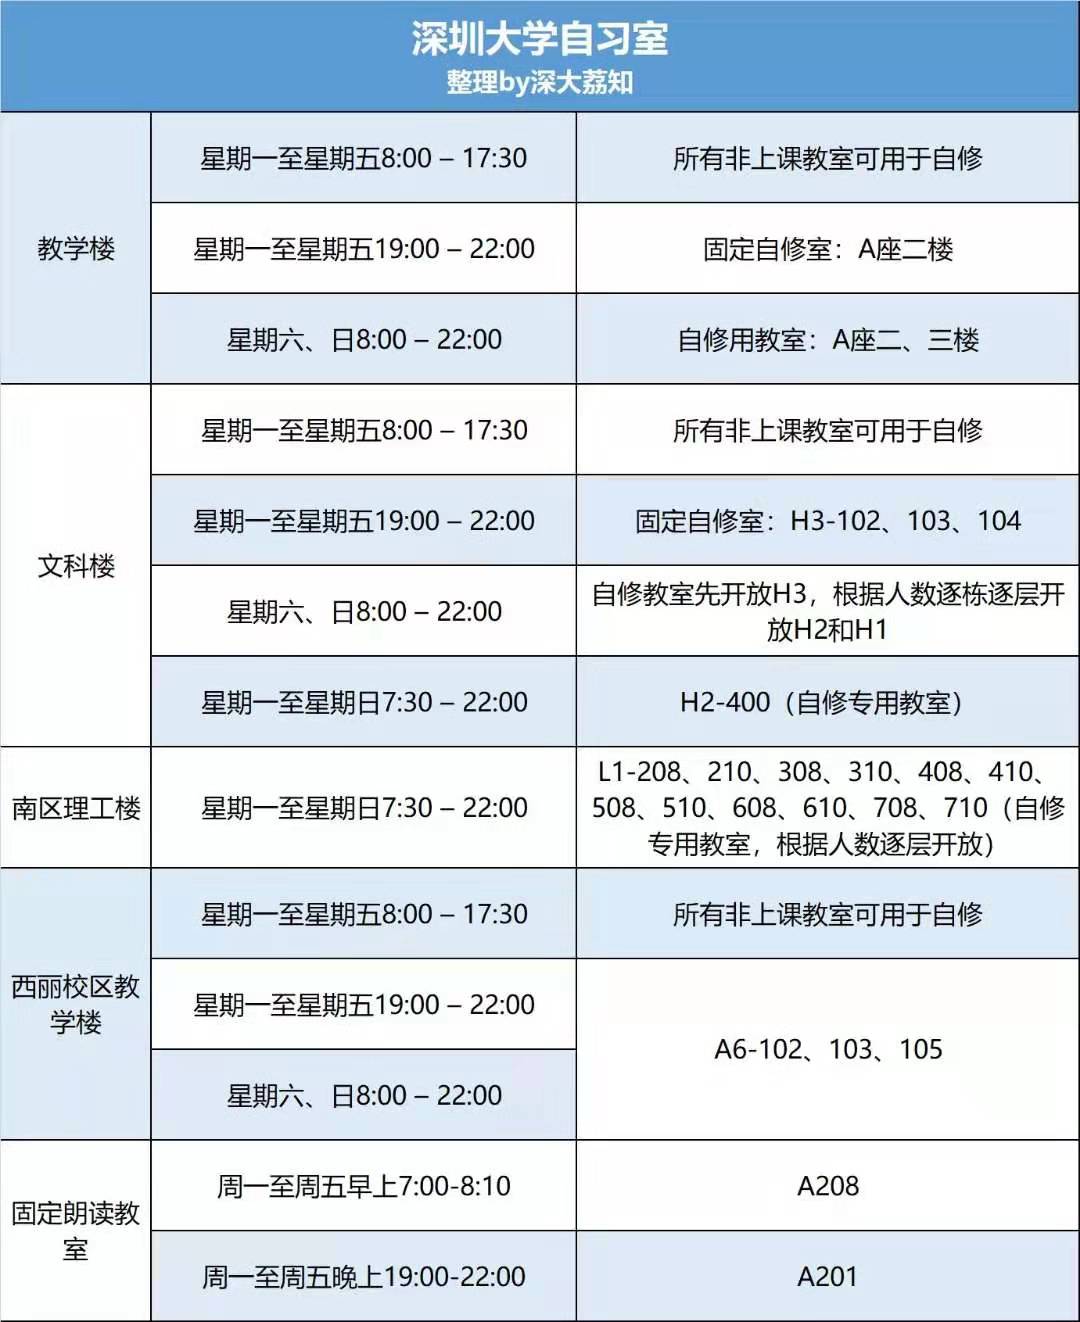 深圳大学自习室
整理by深大荔知
教学楼
星期一至星期五8:00 – 17:30
所有非上课教室可用于自修
星期一至星期五19:00 – 22:00
固定自修室：A座二楼
星期六、日8:00 – 22:00
自修用教室：A座二、三楼
文科楼
星期一至星期五8:00 – 17:30
所有非上课教室可用于自修
星期一至星期五19:00 – 22:00
固定自修室：H3-102、103、104
星期六、日8:00 – 22:00
自修教室先开放H3，根据人数逐栋逐层开
放H2和H1
星期一至星期日7:30 – 22:00
H2-400（自修专用教室）
南区理工楼
星期一至星期日7:30 – 22:00
L1-208、210、308、310、408、410、
508、510、608、610、708、710（自修
专用教室，根据人数逐层开放）
西丽校区教
学楼
星期一至星期五8:00 – 17:30
所有非上课教室可用于自修
星期一至星期五19:00 – 22:00
星期六、日8:00 – 22:00
A6-102、103、105
固定朗读教
室
周一至周五早上7:00-8:10
A208
周一至周五晚上19:00-22:00
A201